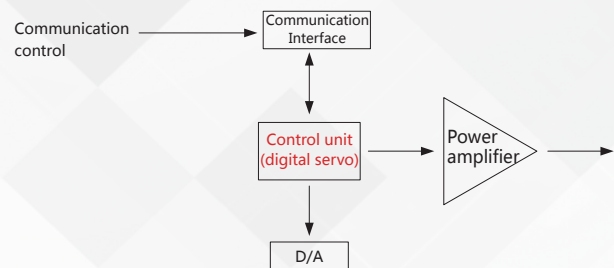 Communication
control
Communication
Interface
Control unit
(digital servo)
Power
amplifier
D/A